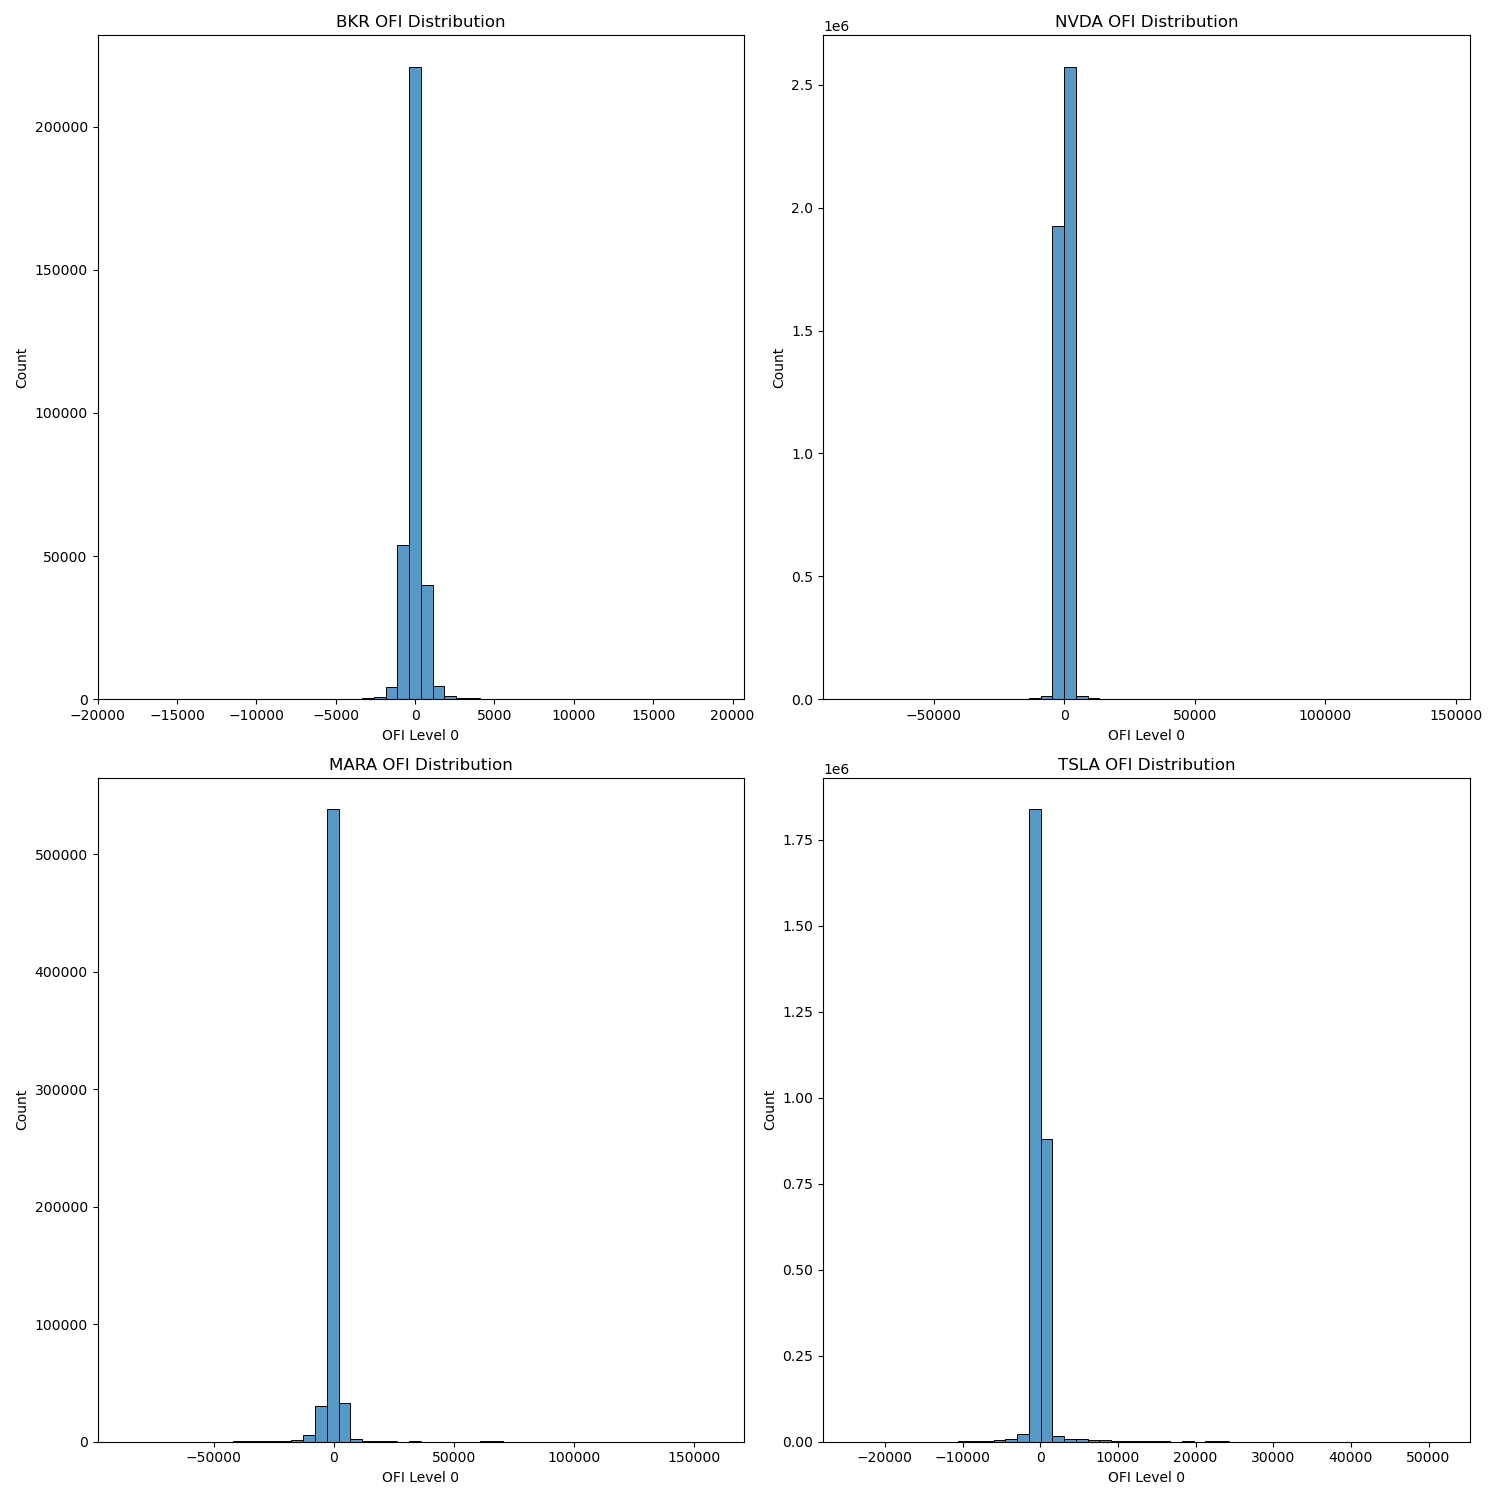 BKR OFI Distribution
200000
150000
100000
50000
0
Count
−20000 −15000 −10000 −5000 0 5000 10000 15000 20000
OFI Level 0
NVDA OFI Distribution
1e6
2.5
2.0
1.5
1.0
0.5
0.0
Count
−50000 0 50000 100000 150000
OFI Level 0
MARA OFI Distribution
500000
400000
300000
200000
100000
0
Count
−50000 0 50000 100000 150000
OFI Level 0
TSLA OFI Distribution
1e6
1.75
1.50
1.25
1.00
0.75
0.50
0.25
0.00
Count
−20000 −10000 0 10000 20000 30000 40000 50000
OFI Level 0